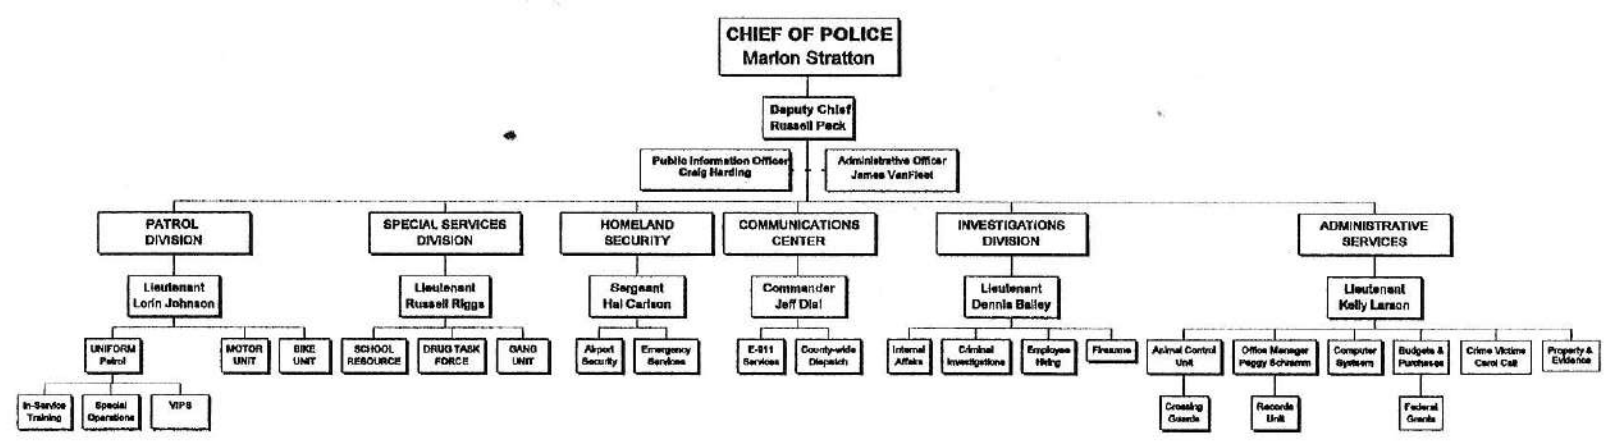 CHIEF OF POLICE
Marlon Stratton
Deputy Chief
Russell Peck
Public Information Officer
Craig Harding
Administrative Officer
James VanFleet
PATROL
DIVISION
SPECIAL SERVICES
DIVISION
HOMELAND
SECURITY
COMMUNICATIONS
CENTER
INVESTIGATIONS
DIVISION
ADMINISTRATIVE
SERVICES
Lieutenant
Lorin Johnson
Lieutenant
Russell Riggs
Sergeant
Hal Carlson
Commander
Jeff Dial
Lieutenant
Dennis Bailey
Lieutenant
Kelly Larson
UNIFORM
Patrol
MOTOR
UNIT
BIKE
UNIT
SCHOOL
RESOURCE
DRUG TASK
FORCE
GANG
UNIT
Airport
Security
Emergency
Services
E-911
Services
County-wide
Dispatch
Internal
Affairs
Criminal
Investigations
Employee
Hiring
Firearms
Animal Control
Unit
Office Manager
Peggy Schramm
Computer
System
Budgets &
Purchases
Crime Victims
Carol Call
Property &
Evidence
In-Service
Training
Special
Operations
VIPS
Crossing
Guards
Records
Unit
Federal
Grants